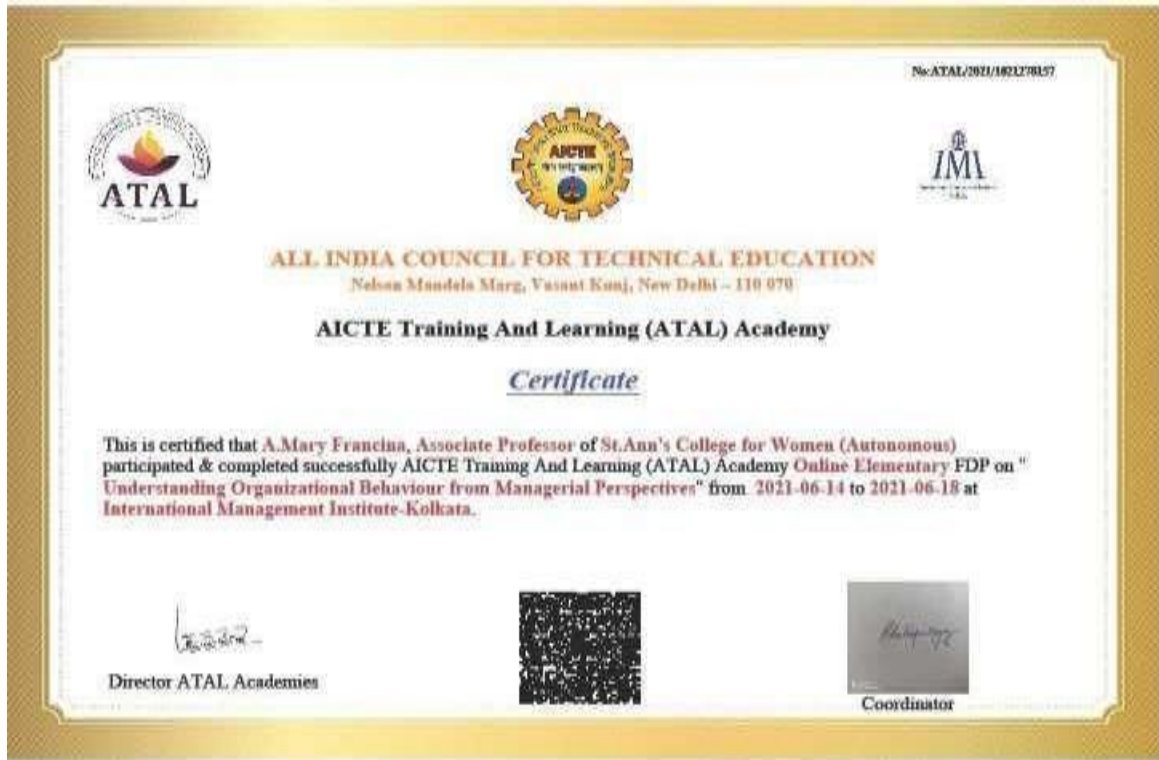 No:ATAL/2021/1821278157
ATAL
AICTE
IMI
ALL INDIA COUNCIL FOR TECHNICAL EDUCATION
Nelson Mandela Marg, Vasant Kunj, New Delhi – 110 070
AICTE Training And Learning (ATAL) Academy
Certificate
This is certified that A.Mary Francina, Associate Professor of St.Ann's College for Women (Autonomous)
participated & completed successfully AICTE Training And Learning (ATAL) Academy Online Elementary FDP on "
Understanding Organizational Behaviour from Managerial Perspectives" from 2021-06-14 to 2021-06-18 at
International Management Institute-Kolkata.
Director ATAL Academies
Coordinator